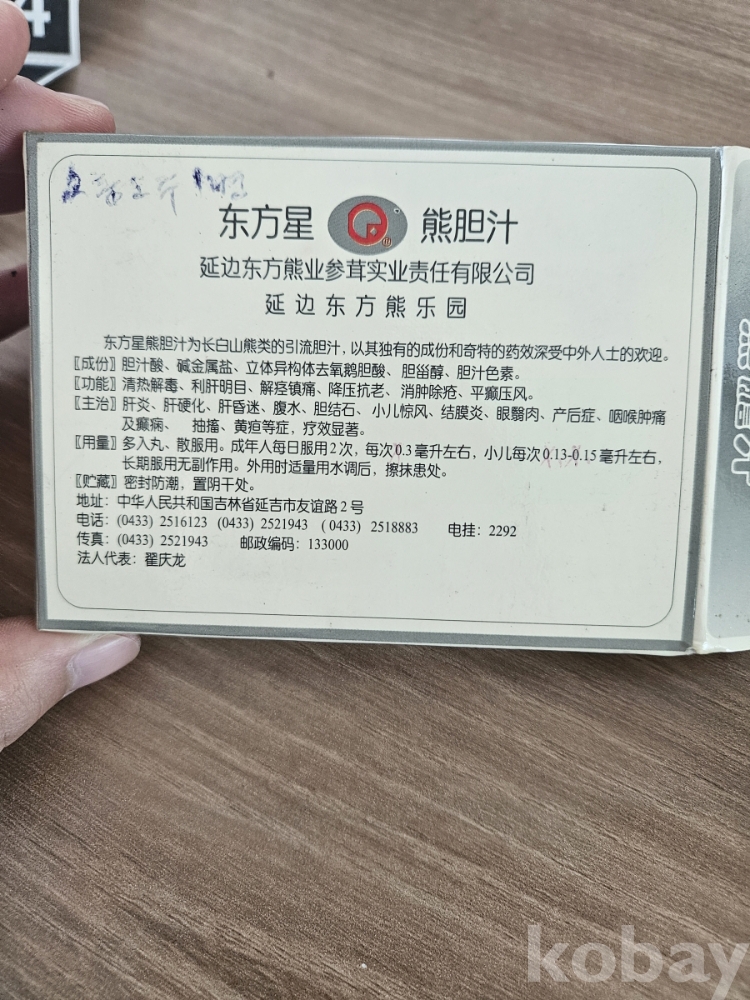 4
东方星 熊胆汁
延边东方熊业参茸实业责任有限公司
延边东方熊乐园
东方星熊胆汁为长白山熊类的引流胆汁，以其独有的成份和奇特的药效深受中外人士的欢迎。
〖成份〗胆汁酸、碱金属盐、立体异构体去氧鹅胆酸、胆甾醇、胆汁色素。
〖功能〗清热解毒、利肝明目、解痉镇痛、降压抗老、消肿除疮、平癫压风。
〖主治〗肝炎、肝硬化、肝昏迷、腹水、胆结石、小儿惊风、结膜炎、眼翳肉、产后症、咽喉肿痛
及癫痫、 抽搐、黄疸等症，疗效显著。
〖用量〗多入丸、散服用。成年人每日服用2次，每次0.3毫升左右，小儿每次0.13-0.15毫升左右，
长期服用无副作用。外用时适量用水调后，擦抹患处。
〖贮藏〗密封防潮，置阴干处。
地址：中华人民共和国吉林省延吉市友谊路2号
电话：(0433) 2516123 (0433) 2521943 (0433) 2518883 电挂：2292
传真：(0433) 2521943 邮政编码：133000
法人代表：翟庆龙
熊胆汁
kobay